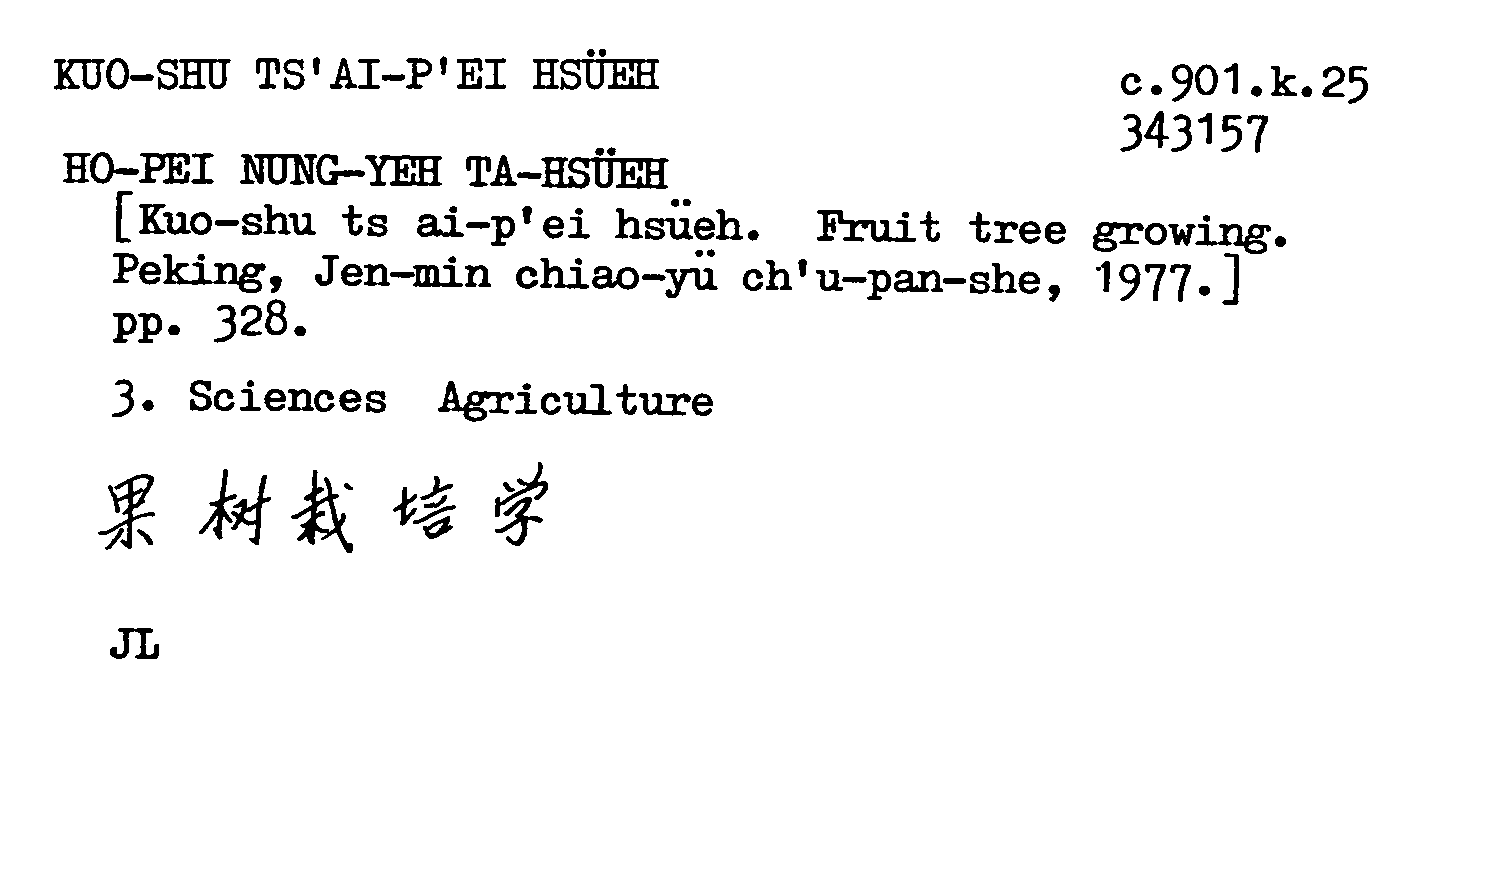 KUO-SHU TS'AI-P'EI HSÜEH
c.901.k.25
343157
HO-PEI NUNG-YEH TA-HSÜEH
[Kuo-shu ts ai-p'ei hsüeh. Fruit tree growing.
Peking, Jen-min chiao-yü ch'u-pan-she, 1977.]
pp. 328.
3. Sciences Agriculture
果树栽培学
JL